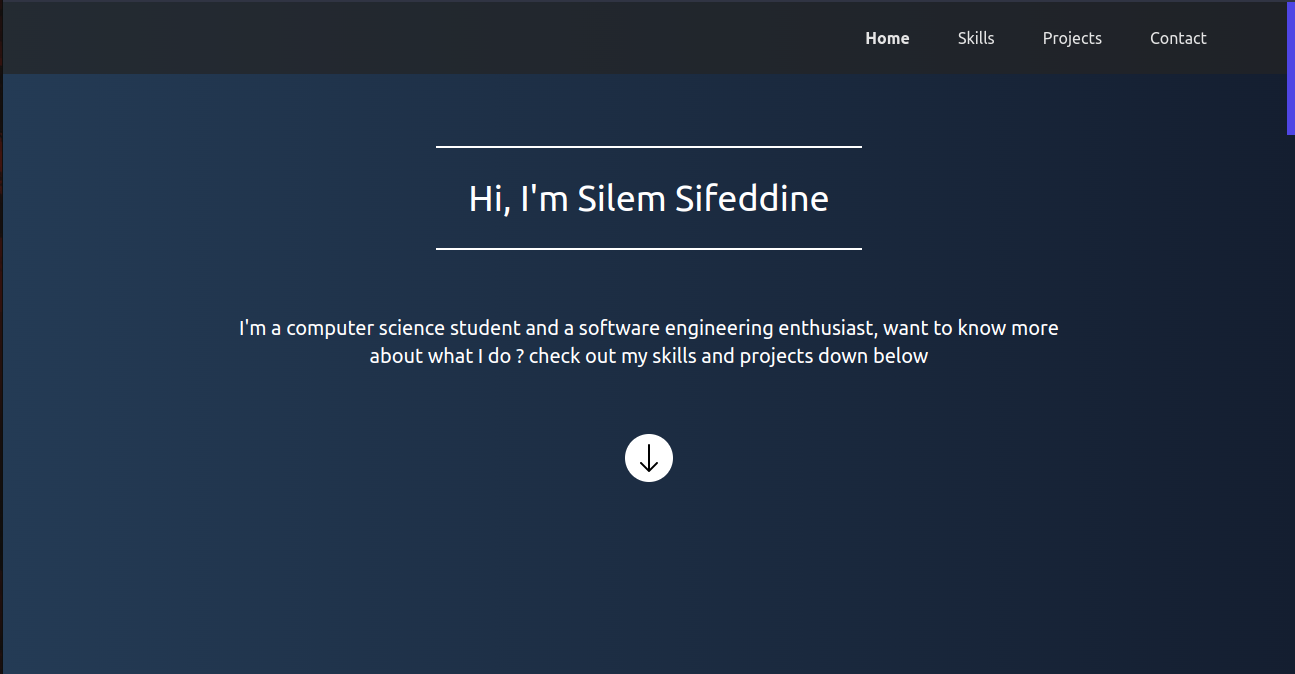 Home Skills Projects Contact
Hi, I'm Silem Sifeddine
I'm a computer science student and a software engineering enthusiast, want to know more
about what I do ? check out my skills and projects down below